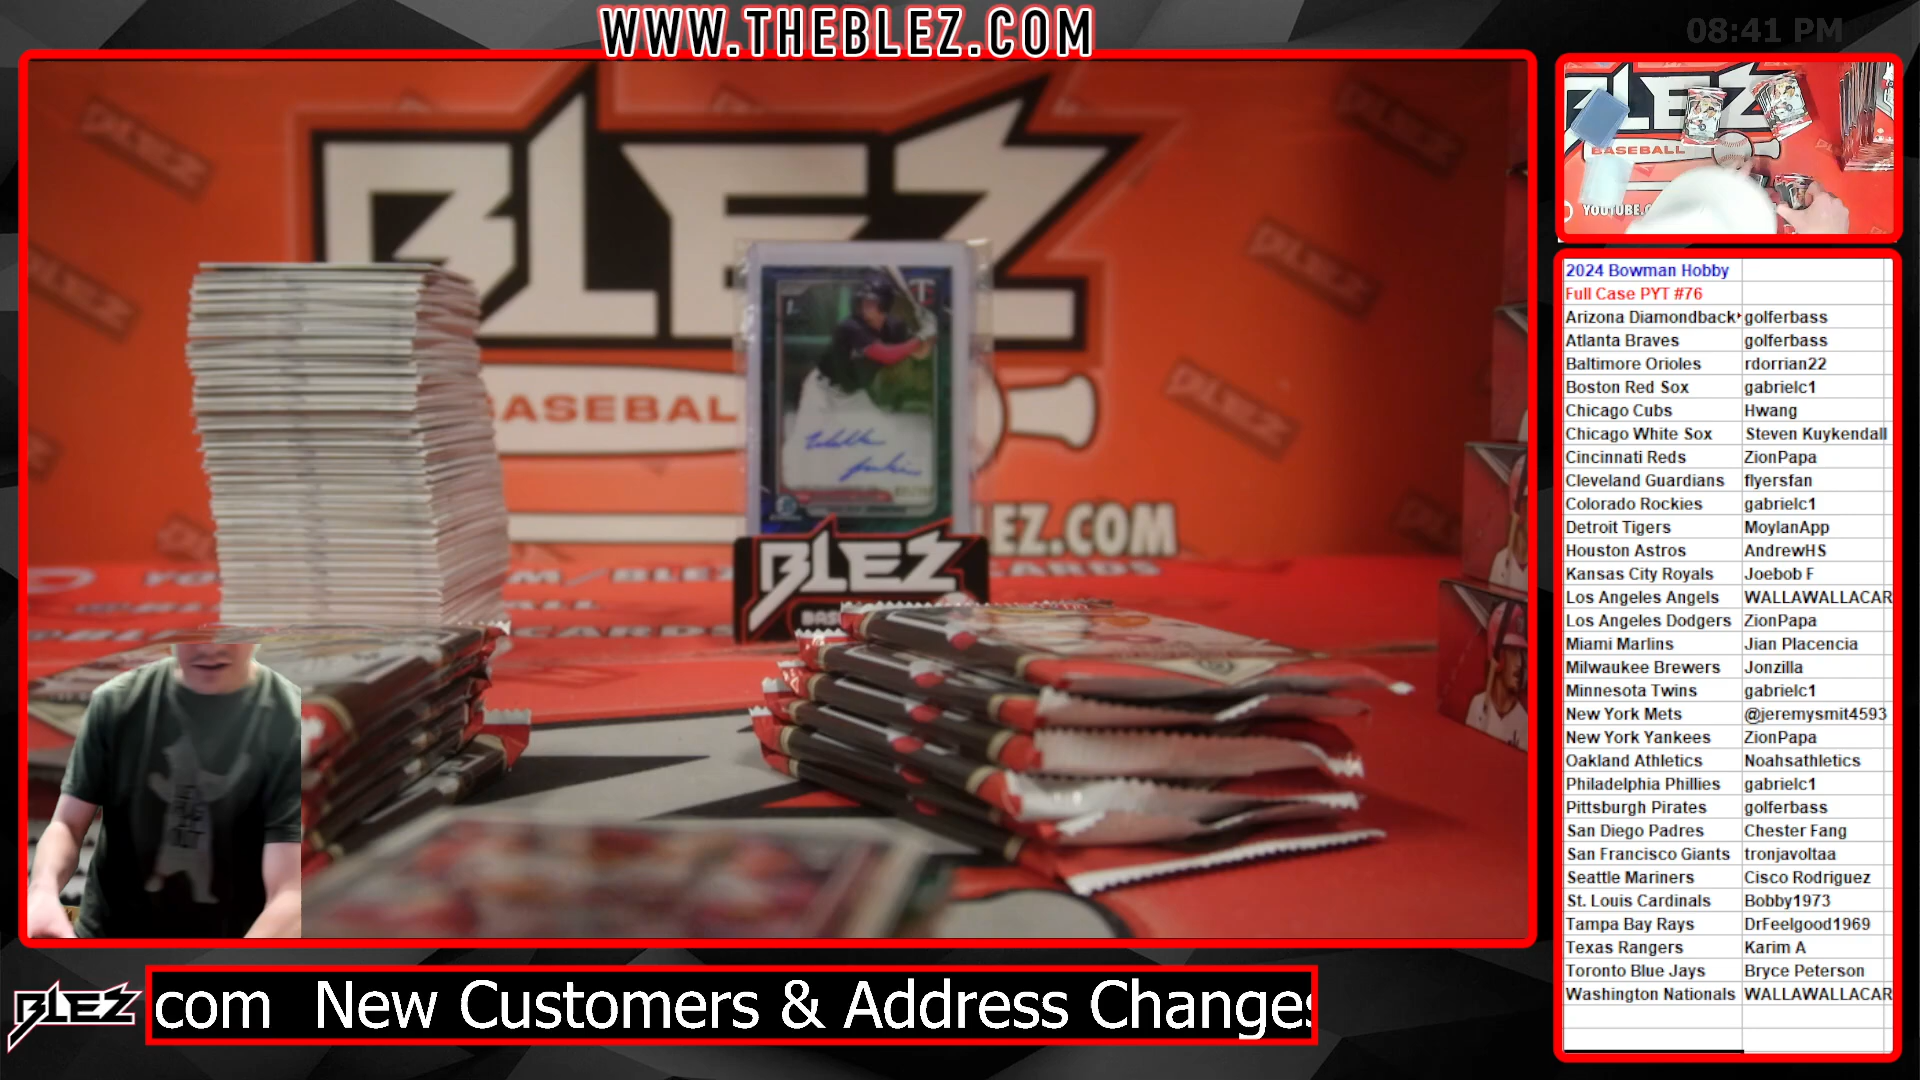 WWW.THEBLEZ.COM
08:41 PM
BLEZ
BASEBAL
EZ.COM
BLEZ
BAS
BASEBALL
YOUTUBE.
2024 Bowman Hobby
Full Case PYT #76
Arizona Diamondback golferbass
Atlanta Braves golferbass
Baltimore Orioles rdorrian22
Boston Red Sox gabrielc1
Chicago Cubs Hwang
Chicago White Sox Steven Kuykendall
Cincinnati Reds ZionPapa
Cleveland Guardians flyersfan
Colorado Rockies gabrielc1
Detroit Tigers MoylanApp
Houston Astros AndrewHS
Kansas City Royals Joebob F
Los Angeles Angels WALLAWALLACAR
Los Angeles Dodgers ZionPapa
Miami Marlins Jian Placencia
Milwaukee Brewers Jonzilla
Minnesota Twins gabrielc1
New York Mets @jeremysmit4593
New York Yankees ZionPapa
Oakland Athletics Noahsathletics
Philadelphia Phillies gabrielc1
Pittsburgh Pirates golferbass
San Diego Padres Chester Fang
San Francisco Giants tronjavoltaa
Seattle Mariners Cisco Rodriguez
St. Louis Cardinals Bobby1973
Tampa Bay Rays DrFeelgood1969
Texas Rangers Karim A
Toronto Blue Jays Bryce Peterson
Washington Nationals WALLAWALLACAR
BLEZ
com New Customers & Address Changes